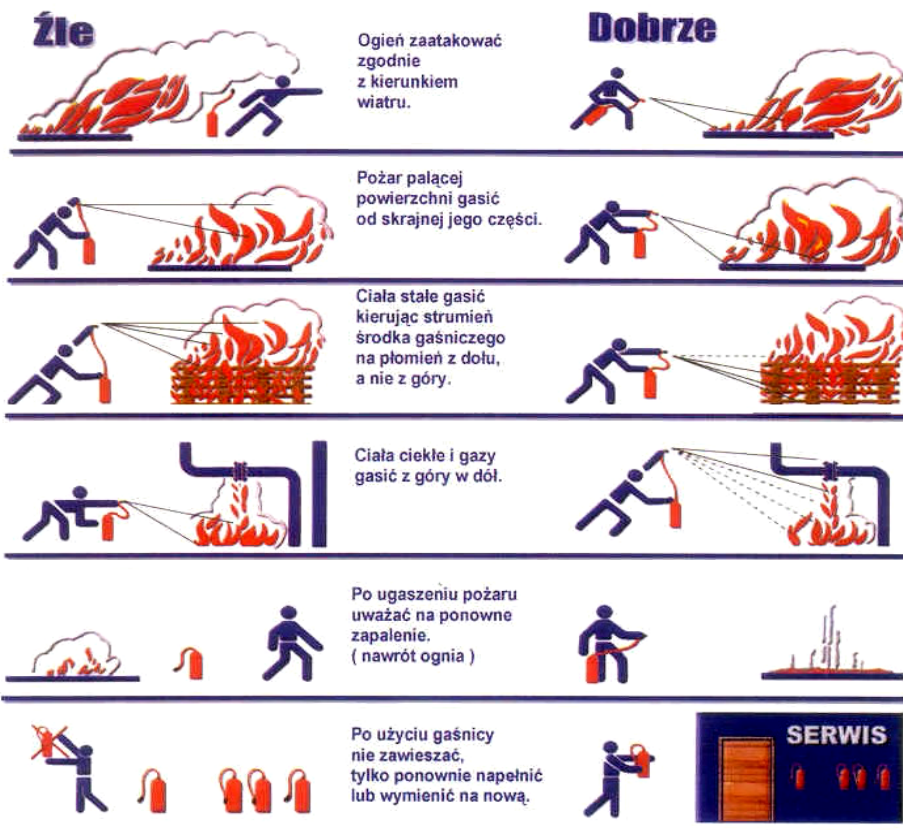 Źle
Dobrze
Ogień zaatakować
zgodnie
z kierunkiem
wiatru.
Pożar palącej
powierzchni gasić
od skrajnej jego części.
Ciała stałe gasić
kierując strumień
środka gaśniczego
na płomień z dołu,
a nie z góry.
Ciała ciekłe i gazy
gasić z góry w dół.
Po ugaszeniu pożaru
uważać na ponowne
zapalenie.
( nawrót ognia )
Po użyciu gaśnicy
nie zawieszać,
tylko ponownie napełnić
lub wymienić na nową.
SERWIS